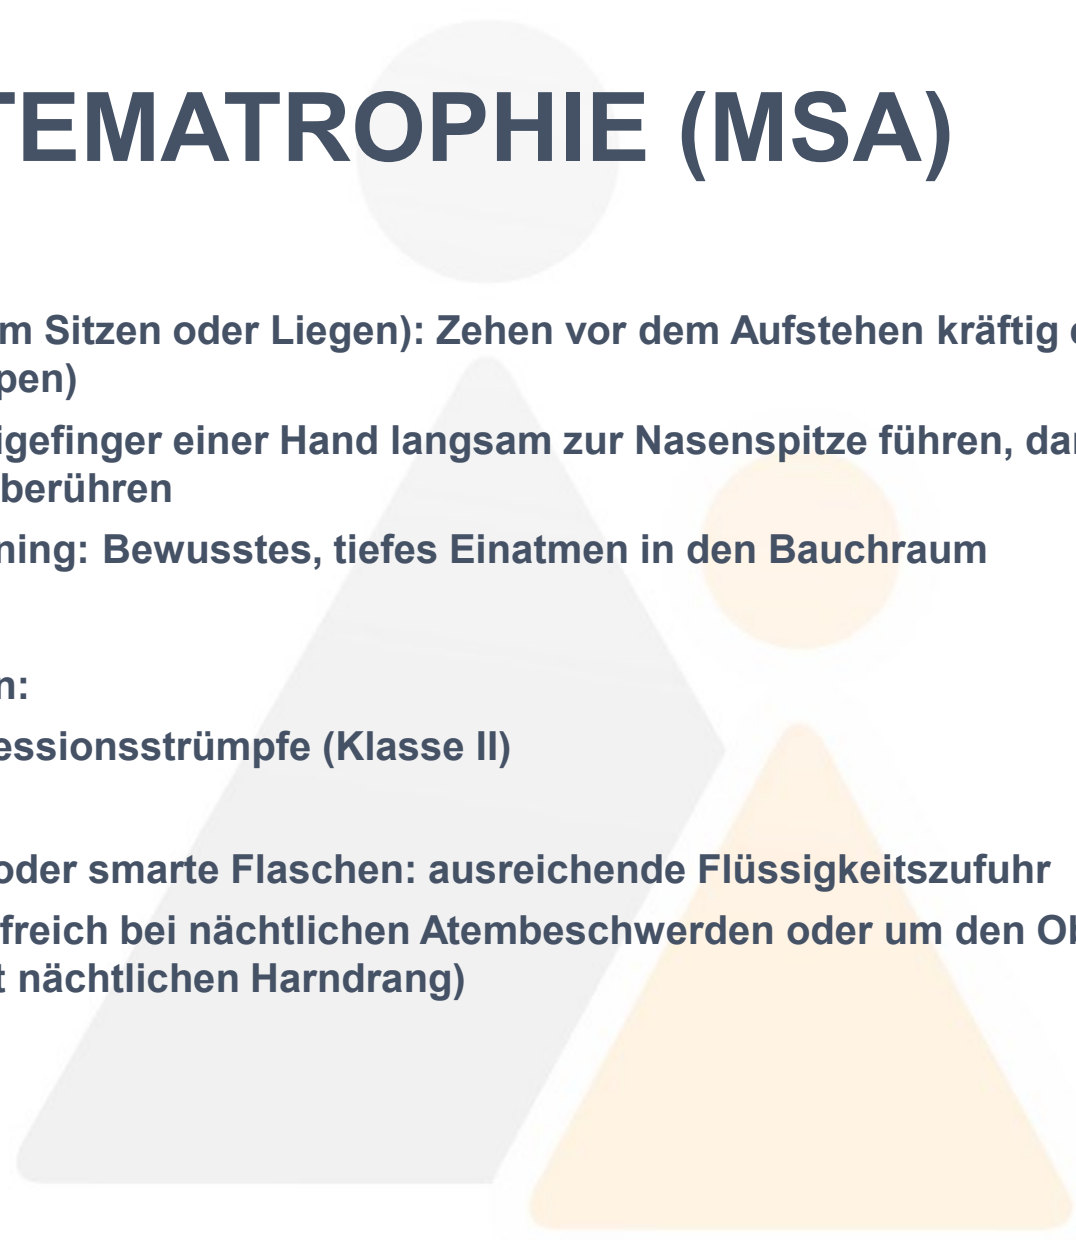 TEMATROPHIE (MSA)
m Sitzen oder Liegen): Zehen vor dem Aufstehen kräftig
pen)
igefinger einer Hand langsam zur Nasenspitze führen, dar
berühren
ning: Bewusstes, tiefes Einatmen in den Bauchraum
n:
essionsstrümpfe (Klasse II)
oder smarte Flaschen: ausreichende Flüssigkeitszufuhr
freich bei nächtlichen Atembeschwerden oder um den Ob
t nächtlichen Harndrang)